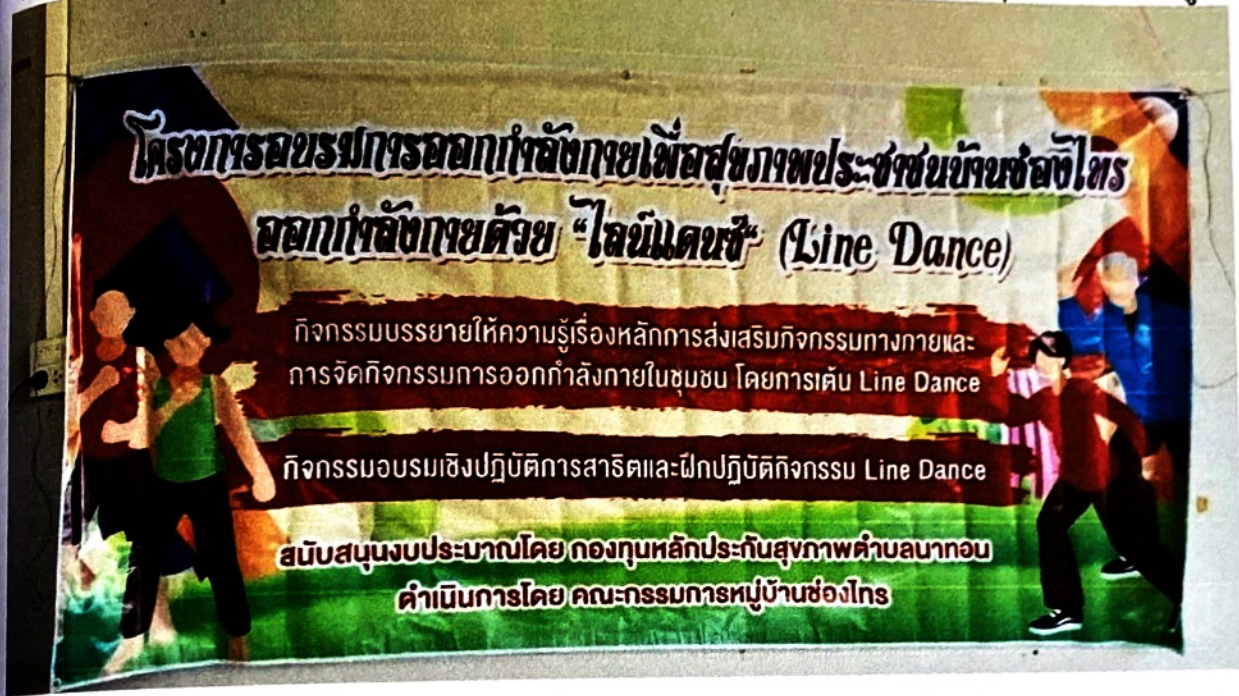 โครงการอบรมการออกกำลังกายเพื่อสุขภาพประชาชนบ้านช่องไทร
ออกกำลังกายด้วย “ไลน์แดนซ์“ (Line Dance)
กิจกรรมบรรยายให้ความรู้เรื่องหลักการส่งเสริมกิจกรรมทางกายและ
การจัดกิจกรรมการออกกำลังกายในชุมชน โดยการเต้น Line Dance
กิจกรรมอบรมเชิงปฏิบัติการสาธิตและฝึกปฏิบัติกิจกรรม Line Dance
สนับสนุนงบประมาณโดย กองทุนหลักประกันสุขภาพตำบลนาทอน
ดำเนินการโดย คณะกรรมการหมู่บ้านช่องไทร